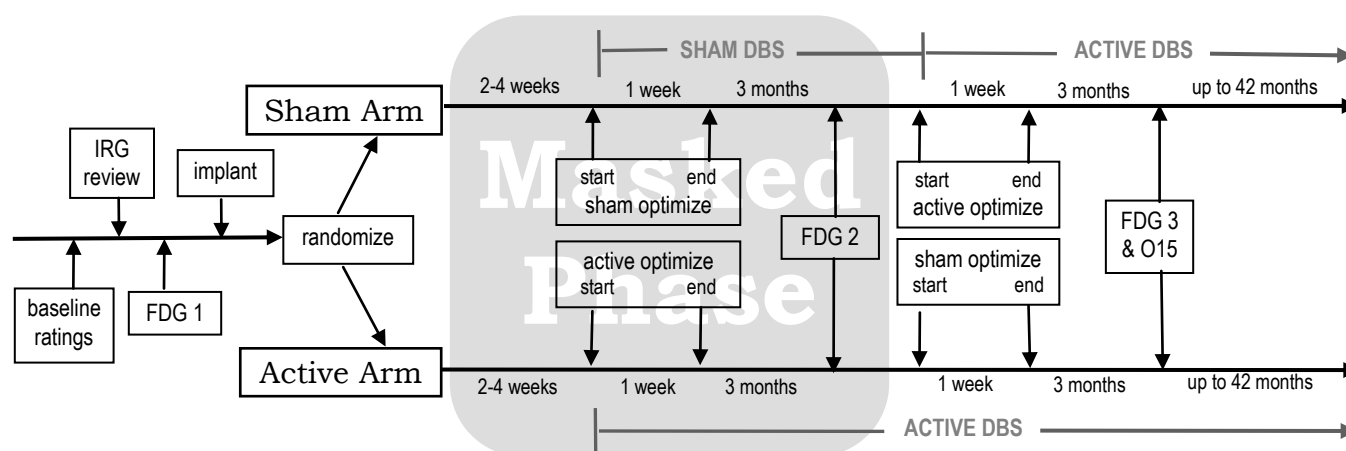 SHAM DBS
ACTIVE DBS
2-4 weeks
1 week
3 months
1 week
3 months
up to 42 months
Sham Arm
IRG
review
implant
Masked
Phase
start end
sham optimize
start end
active optimize
randomize
FDG 2
FDG 3
& O15
active optimize
start end
sham optimize
start end
baseline
ratings
FDG 1
Active Arm
2-4 weeks
1 week
3 months
1 week
3 months
up to 42 months
ACTIVE DBS